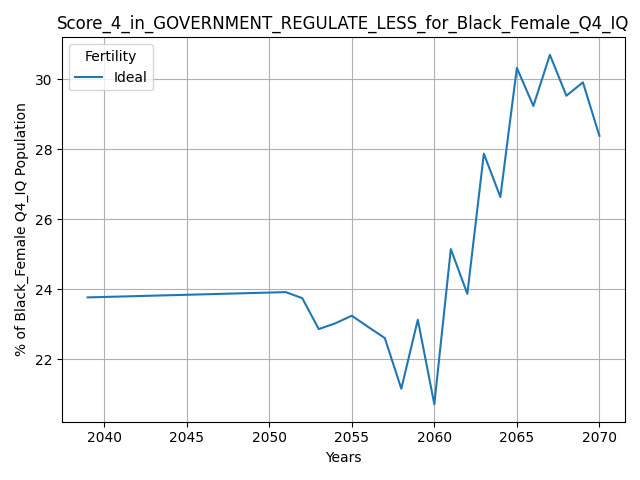 Score_4_in_GOVERNMENT_REGULATE_LESS_for_Black_Female_Q4_IQ
Fertility
Ideal
% of Black_Female Q4_IQ Population
30
28
26
24
22
2040 2045 2050 2055 2060 2065 2070
Years